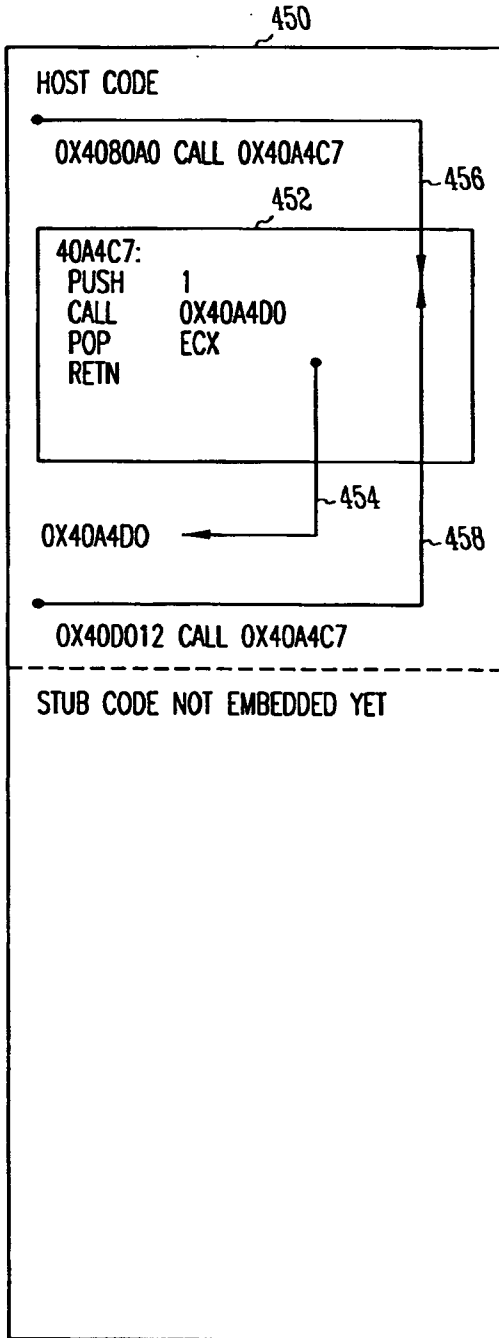 450
HOST CODE
0X4080A0 CALL 0X40A4C7
456
452
40A4C7:
PUSH 1
CALL 0X40A4D0
POP ECX
RETN
454
0X40A4D0
458
0X40D012 CALL 0X40A4C7
STUB CODE NOT EMBEDDED YET